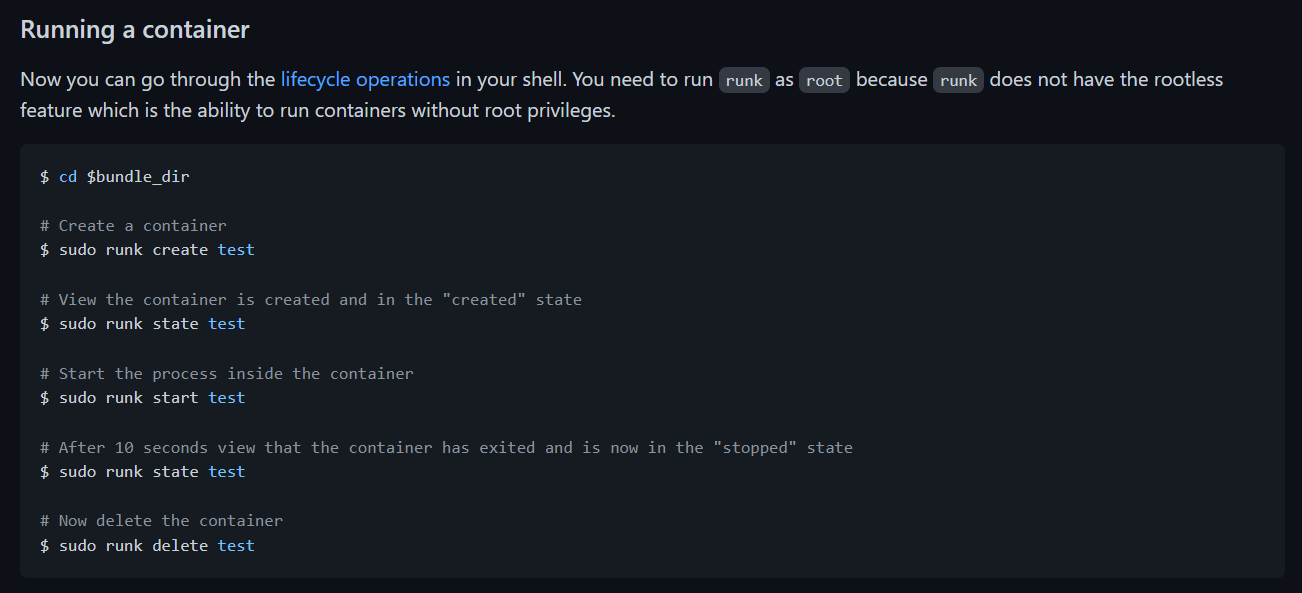 Running a container
Now you can go through the lifecycle operations in your shell. You need to run runk as root because runk does not have the rootless
feature which is the ability to run containers without root privileges.
$ cd $bundle_dir
# Create a container
$ sudo runk create test
# View the container is created and in the "created" state
$ sudo runk state test
# Start the process inside the container
$ sudo runk start test
# After 10 seconds view that the container has exited and is now in the "stopped" state
$ sudo runk state test
# Now delete the container
$ sudo runk delete test